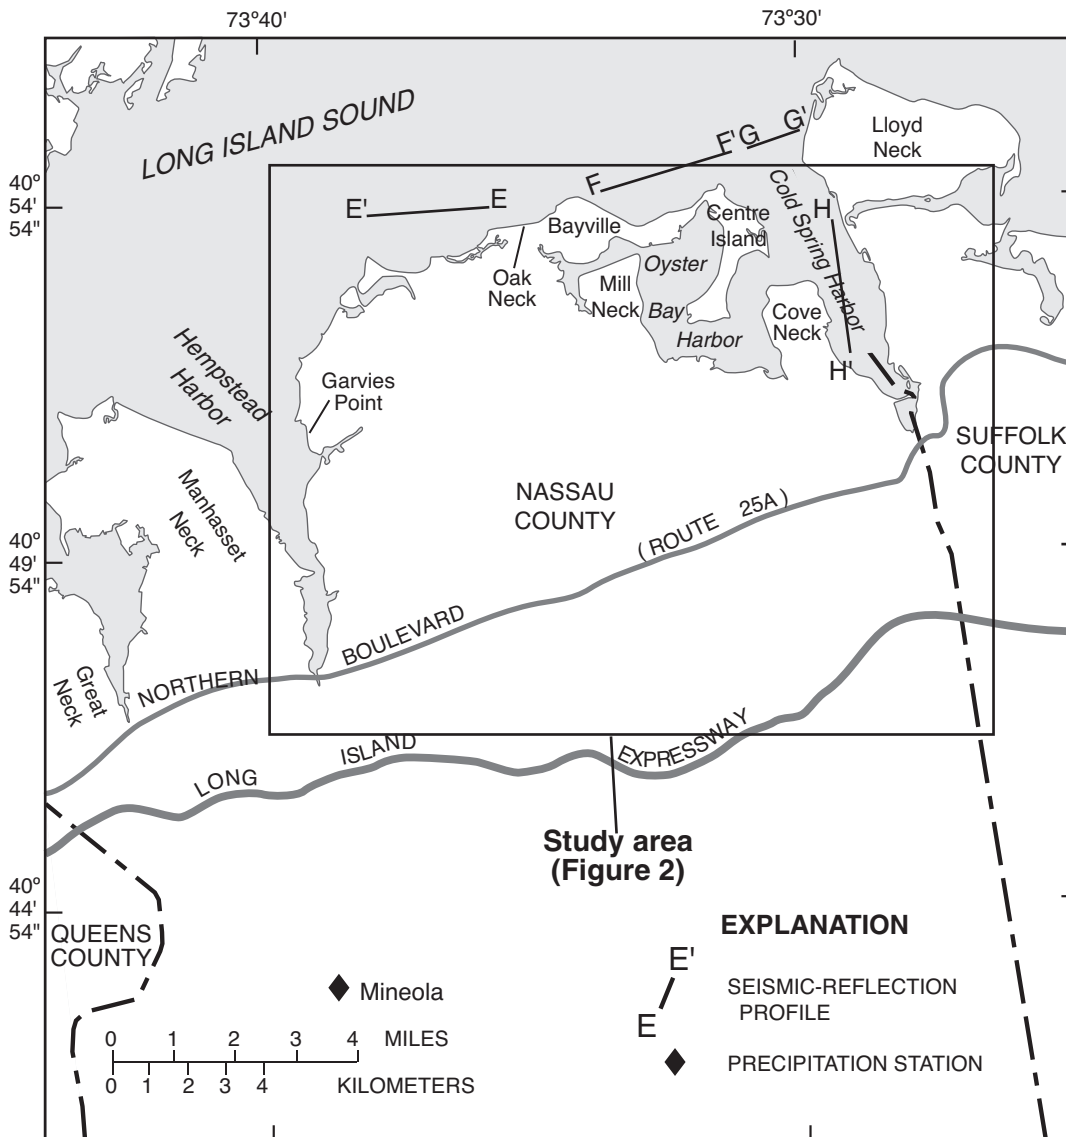 73°40'
73°30'
LONG ISLAND SOUND
40°
54'
54"
E'
E
F
F'
G
G'
H
H'
Lloyd
Neck
Cold Spring Harbor
Bayville
Centre
Island
Oak
Neck
Mill
Neck
Oyster
Bay
Harbor
Cove
Neck
Hempstead
Harbor
Garvies
Point
Manhasset
Neck
NASSAU
COUNTY
SUFFOLK
COUNTY
40°
49'
54"
Great
Neck
NORTHERN BOULEVARD (ROUTE 25A)
LONG ISLAND EXPRESSWAY
Study area
(Figure 2)
40°
44'
54"
QUEENS
COUNTY
Mineola
0 1 2 3 4 MILES
0 1 2 3 4 KILOMETERS
EXPLANATION
E'
E
SEISMIC-REFLECTION
PROFILE
PRECIPITATION STATION